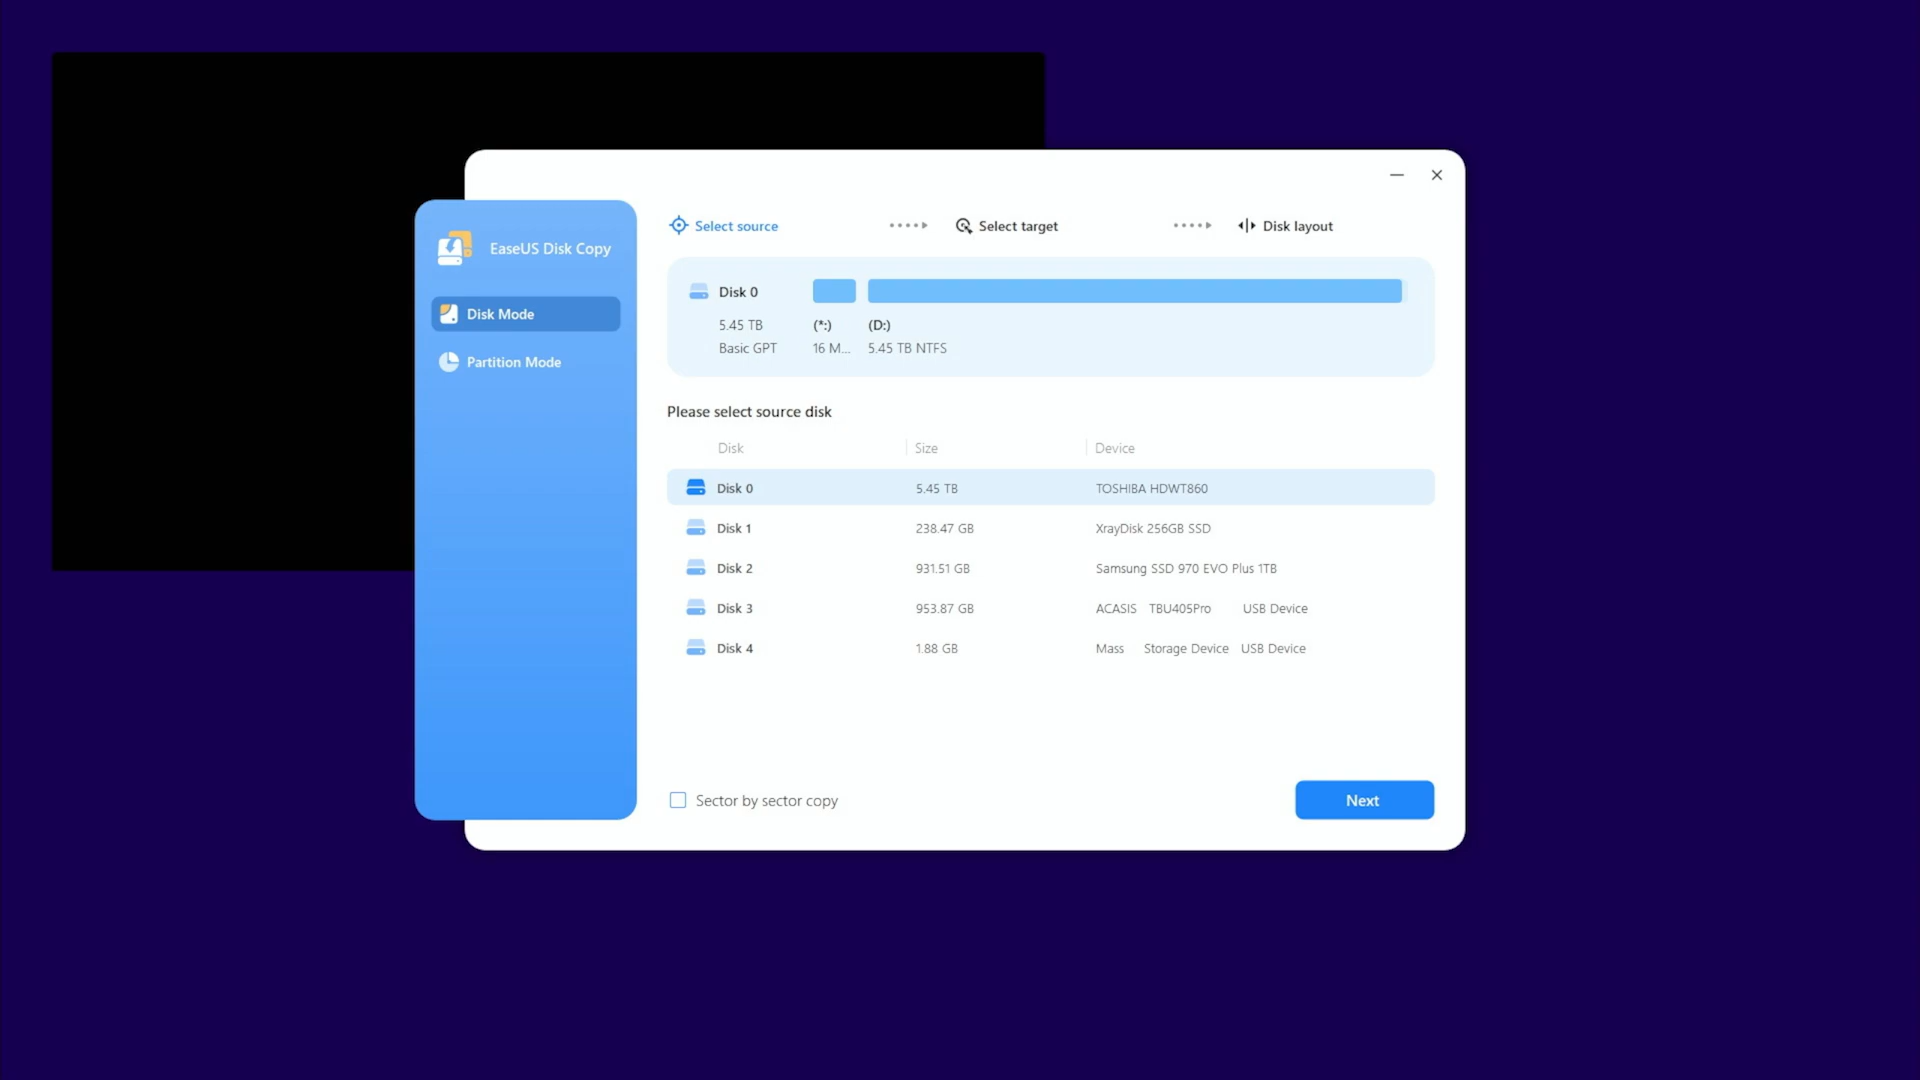 EaseUS Disk Copy
Disk Mode
Partition Mode
Select source
Select target
Disk layout
Disk 0
5.45 TB (*:) (D:)
Basic GPT 16 M... 5.45 TB NTFS
Please select source disk
Disk Size Device
Disk 0 5.45 TB TOSHIBA HDWT860
Disk 1 238.47 GB XrayDisk 256GB SSD
Disk 2 931.51 GB Samsung SSD 970 EVO Plus 1TB
Disk 3 953.87 GB ACASIS TBU405Pro USB Device
Disk 4 1.88 GB Mass Storage Device USB Device
Sector by sector copy
Next